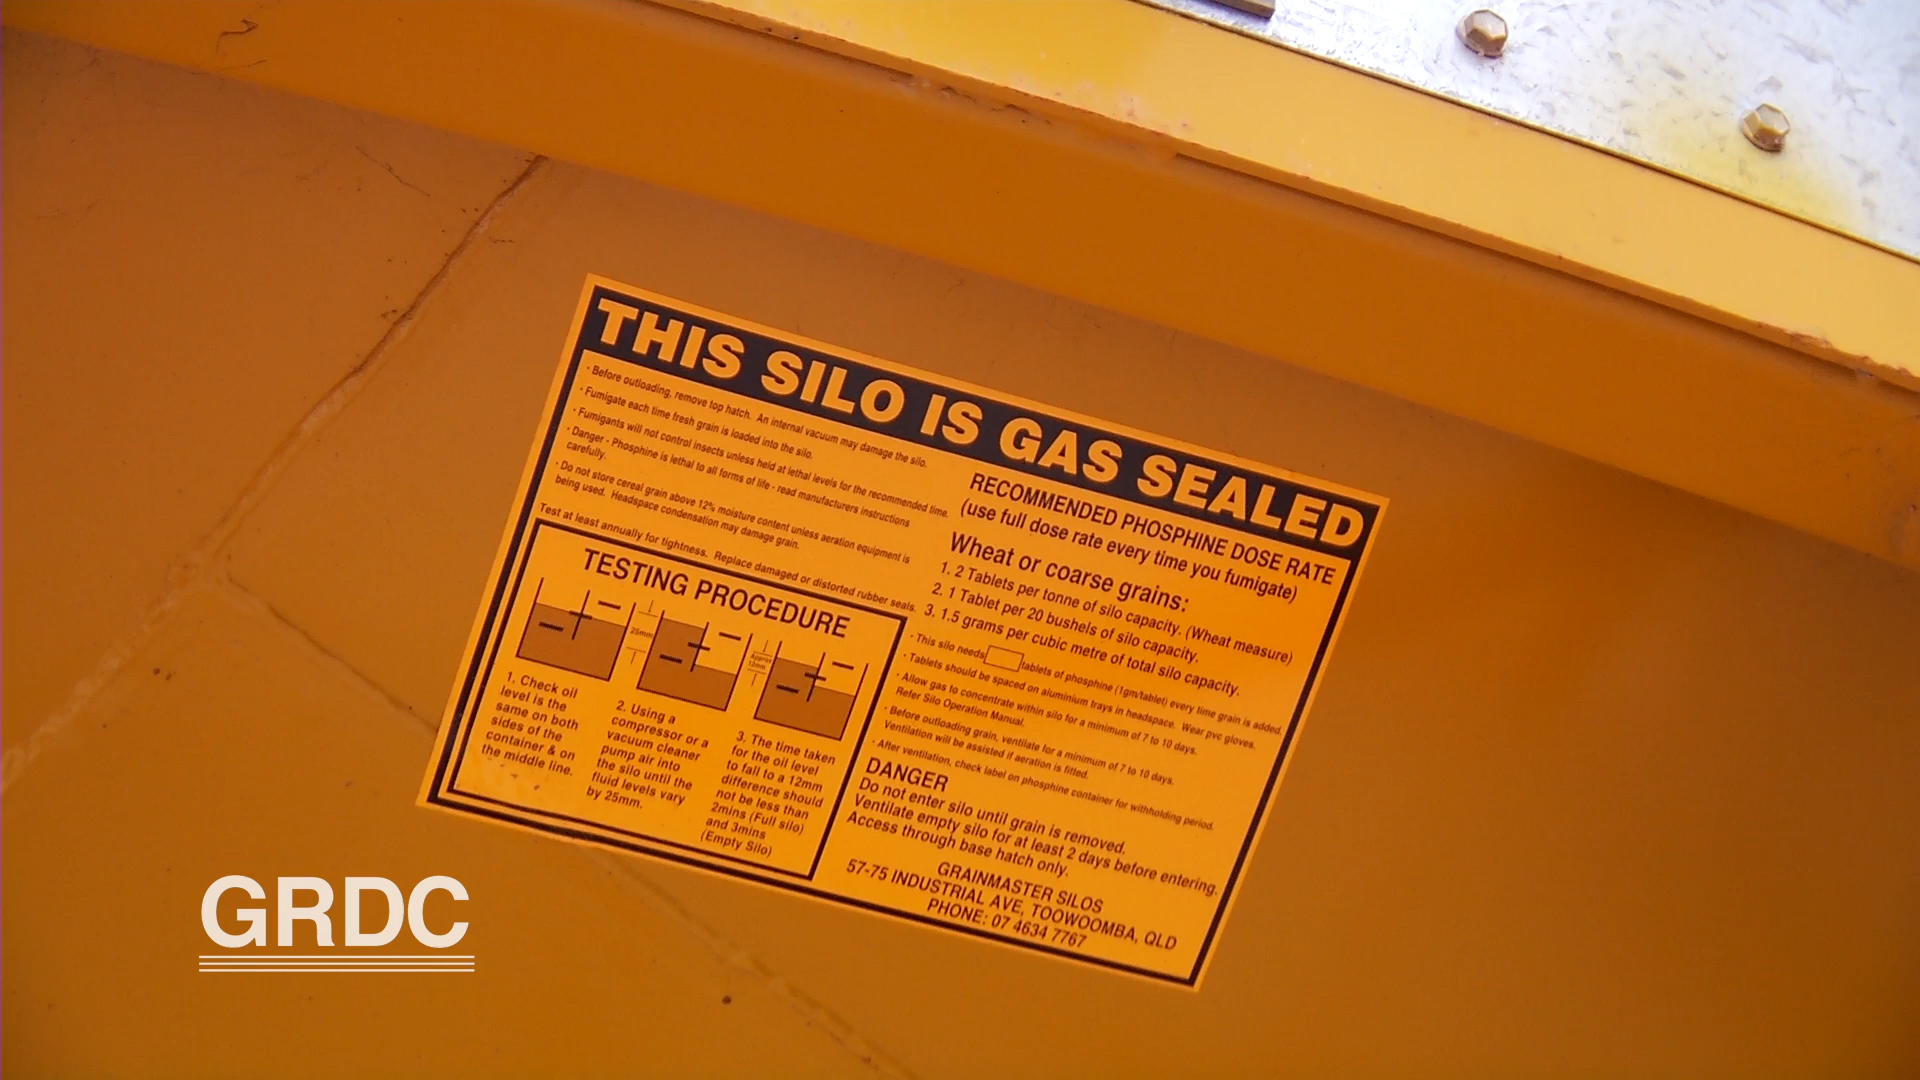 THIS SILO IS GAS SEALED
· Before outloading, remove top hatch. An internal vacuum may damage the silo.
· Fumigate each time fresh grain is loaded into the silo.
· Fumigants will not control insects unless held at lethal levels for the recommended time.
· Danger - Phosphine is lethal to all forms of life - read manufacturers instructions
carefully.
· Do not store cereal grain above 12% moisture content unless aeration equipment is
being used. Headspace condensation may damage grain.
Test at least annually for tightness. Replace damaged or distorted rubber seals.
TESTING PROCEDURE
25mm
Approx
12mm
1. Check oil
level is the
same on both
sides of the
container & on
the middle line.
2. Using a
compressor or a
vacuum cleaner
pump air into
the silo until the
fluid levels vary
by 25mm.
3. The time taken
for the oil level
to fall to a 12mm
difference should
not be less than
2mins (Full silo)
and 3mins
(Empty Silo)
RECOMMENDED PHOSPHINE DOSE RATE
(use full dose rate every time you fumigate)
Wheat or coarse grains:
1. 2 Tablets per tonne of silo capacity. (Wheat measure)
2. 1 Tablet per 20 bushels of silo capacity.
3. 1.5 grams per cubic metre of total silo capacity.
· This silo needs tablets of phosphine (1gm/tablet) every time grain is added.
· Tablets should be spaced on aluminium trays in headspace. Wear pvc gloves.
· Allow gas to concentrate within silo for a minimum of 7 to 10 days.
Refer Silo Operation Manual.
· Before outloading grain, ventilate for a minimum of 7 to 10 days.
Ventilation will be assisted if aeration is fitted.
· After ventilation, check label on phosphine container for withholding period.
DANGER
Do not enter silo until grain is removed.
Ventilate empty silo for at least 2 days before entering.
Access through base hatch only.
GRAINMASTER SILOS
57-75 INDUSTRIAL AVE, TOOWOOMBA, QLD
PHONE: 07 4634 7767
GRDC